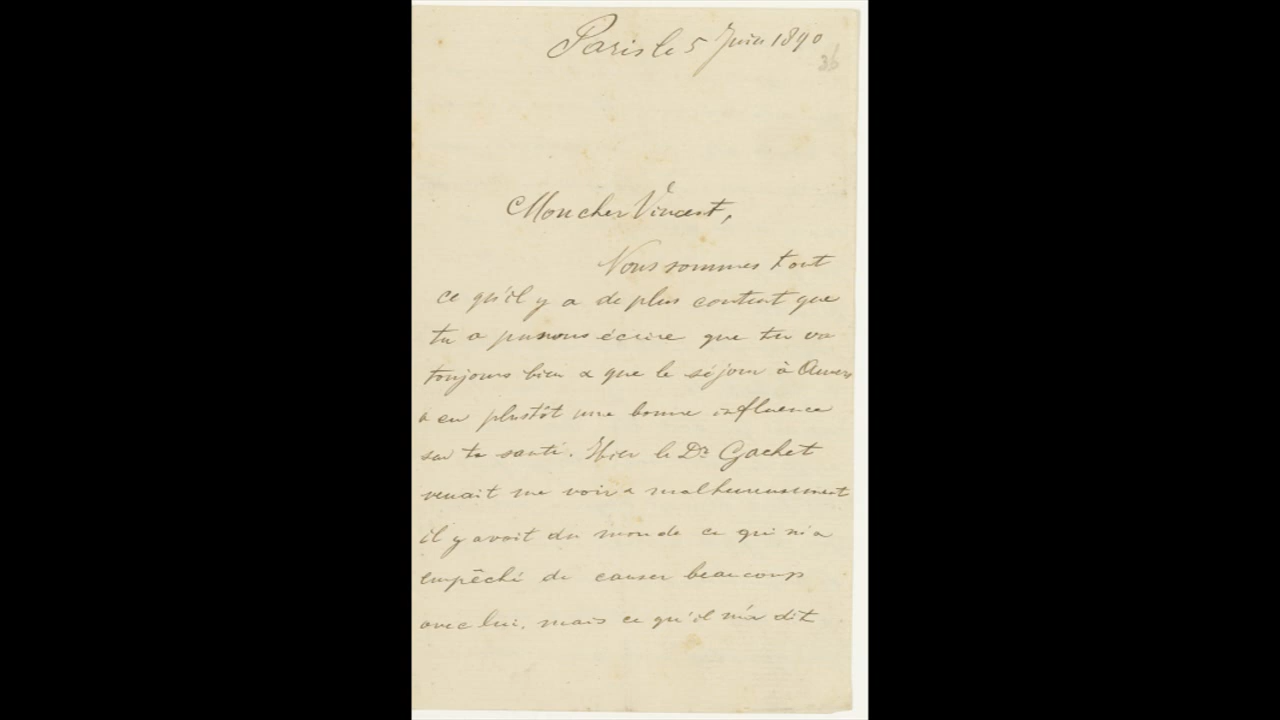 Paris le 5 Juin 1890
36
Mon cher Vincent,
Nous sommes tout
ce qu'il y a de plus content que
tu a pu nous écrire que tu va
toujours bien & que le séjour à Auvers
a eu plustôt une bonne influence
sur ta santé. Hier le Dr. Gachet
venait me voir & malheureusement
il y avait du monde ce qui m'a
empêché de causer beaucoup
avec lui. mais ce qu'il m'a dit